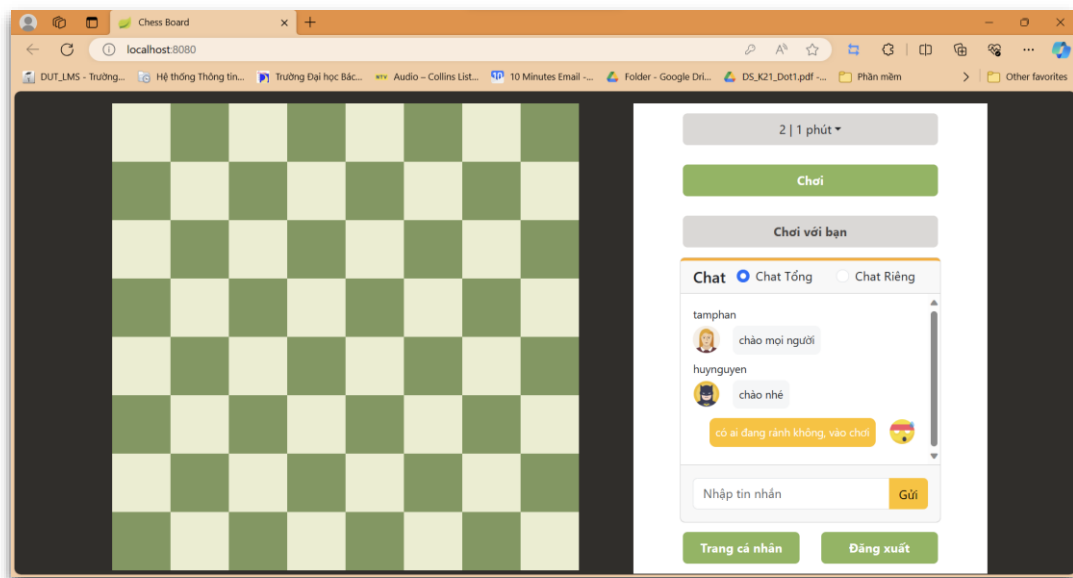 Chess Board
localhost:8080
DUT_LMS - Trường...
Hệ thống Thông tin...
Trường Đại học Bác...
Audio – Collins List...
10 Minutes Email -...
Folder - Google Dri...
DS_K21_Dot1.pdf -...
Phần mềm
Other favorites
2 | 1 phút
Chơi
Chơi với bạn
Chat
Chat Tổng
Chat Riêng
tamphan
chào mọi người
huynguyen
chào nhé
có ai đang rảnh không, vào chơi
Nhập tin nhắn
Gửi
Trang cá nhân
Đăng xuất